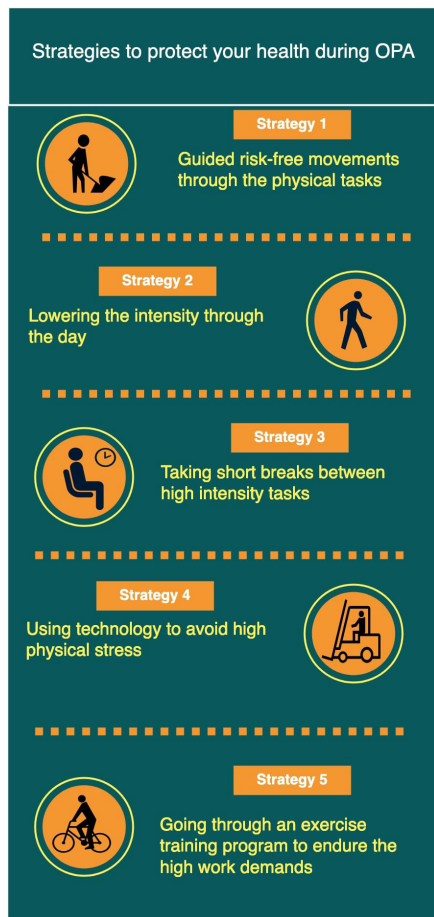 Strategies to protect your health during OPA
Strategy 1
Guided risk-free movements
through the physical tasks
Strategy 2
Lowering the intensity through
the day
Strategy 3
Taking short breaks between
high intensity tasks
Strategy 4
Using technology to avoid high
physical stress
Strategy 5
Going through an exercise
training program to endure the
high work demands